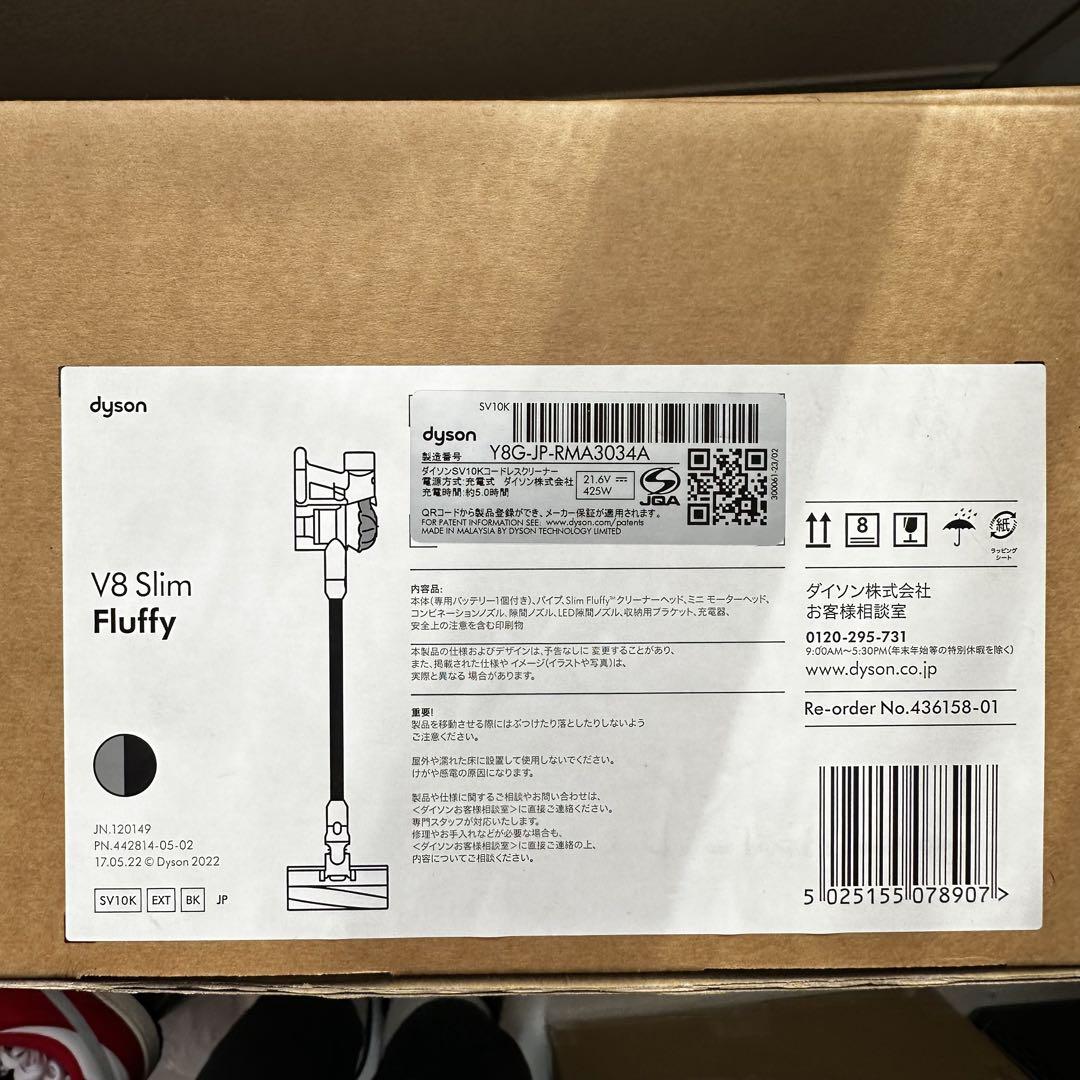 dyson
V8 Slim
Fluffy
JN.120149
PN.442814-05-02
17.05.22 © Dyson 2022
SV10K EXT BK JP
SV10K
dyson
製造番号 Y8G-JP-RMA3034A
ダイソンSV10Kコードレスクリーナー
電源方式:充電式 ダイソン株式会社
充電時間:約5.0時間
21.6V ⎓
425W
JQA
300061-23/02
QRコードから製品登録ができ、メーカー保証が適用されます。
FOR PATENT INFORMATION SEE: www.dyson.com/patents
MADE IN MALAYSIA BY DYSON TECHNOLOGY LIMITED
内容品:
本体(専用バッテリー1個付き)、パイプ、Slim Fluffy™クリーナーヘッド、ミニ モーターヘッド、
コンビネーションノズル、隙間ノズル、LED隙間ノズル、収納用ブラケット、充電器、
安全上の注意を含む印刷物
本製品の仕様およびデザインは、予告なしに変更することがあり、
また、掲載された仕様や イメージ(イラストや写真)は、
実際と異なる 場合があります。
重要!
製品を移動させる際にはぶつけたり落としたりしないよう
ご注意ください。
屋外や濡れた床に設置して使用しないでください。
けがや感電の原因になります。
製品や仕様に関するご相談やお問い合わせは、
<ダイソンお客様相談室>に直接ご連絡ください。
専門スタッフが対応いたします。
修理やお手入れなどが必要な場合も、
<ダイソンお客様相談室>に直接ご連絡の上、
内容についてご相談ください。
8
紙
ラッピング
シート
ダイソン株式会社
お客様相談室
0120-295-731
9:00AM~5:30PM(年末年始等の特別休暇を除く)
www.dyson.co.jp
Re-order No.436158-01
5 025155 078907 >